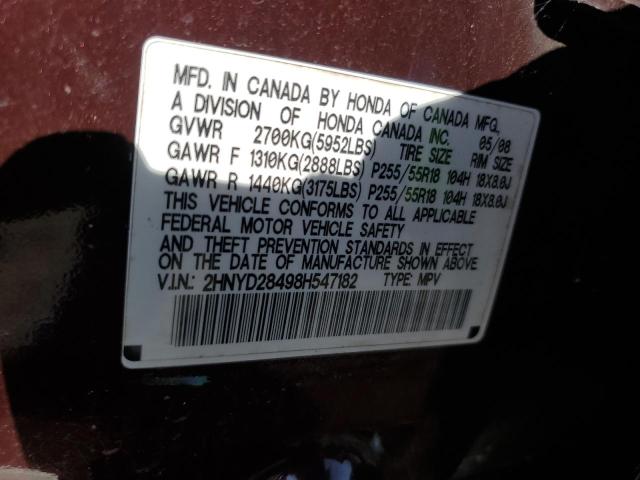 MFD. IN CANADA BY HONDA OF CANADA MFG.,
A DIVISION OF HONDA CANADA INC. 05/08
GVWR 2700KG(5952LBS) TIRE SIZE RIM SIZE
GAWR F 1310KG(2888LBS) P255/55R18 104H 18X8.0J
GAWR R 1440KG(3175LBS) P255/55R18 104H 18X8.0J
THIS VEHICLE CONFORMS TO ALL APPLICABLE
FEDERAL MOTOR VEHICLE SAFETY
AND THEFT PREVENTION STANDARDS IN EFFECT
ON THE DATE OF MANUFACTURE SHOWN ABOVE
V.I.N.: 2HNYD28498H547182 TYPE: MPV